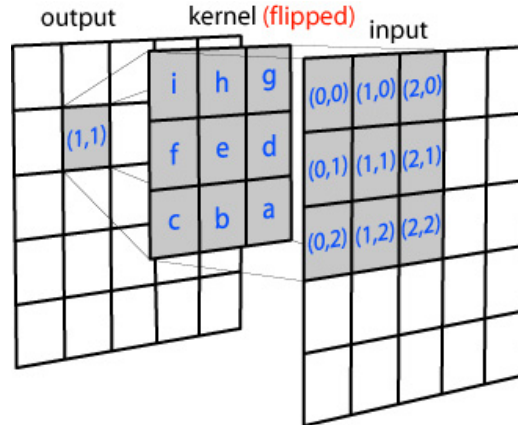 output kernel (flipped) input
i h g (0,0) (1,0) (2,0)
(1,1) f e d (0,1) (1,1) (2,1)
c b a (0,2) (1,2) (2,2)